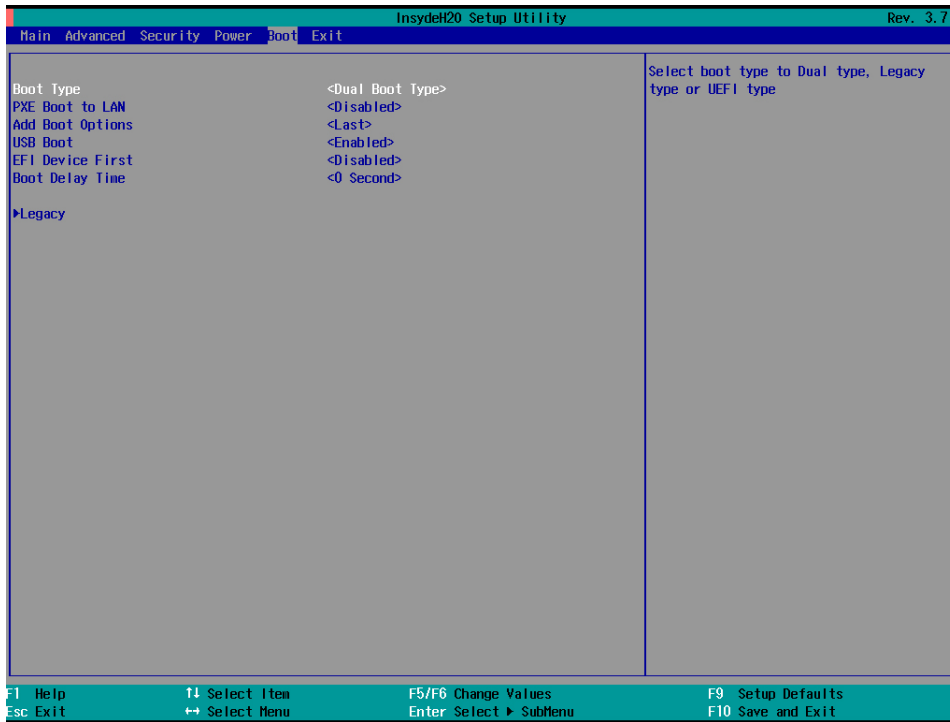 InsydeH20 Setup Utility Rev. 3.7
Main Advanced Security Power Boot Exit
Select boot type to Dual type, Legacy
type or UEFI type
Boot Type <Dual Boot Type>
PXE Boot to LAN <Disabled>
Add Boot Options <Last>
USB Boot <Enabled>
EFI Device First <Disabled>
Boot Delay Time <0 Second>
▶Legacy
F1 Help ↑↓ Select Item F5/F6 Change Values F9 Setup Defaults
Esc Exit ←→ Select Menu Enter Select ▶ SubMenu F10 Save and Exit